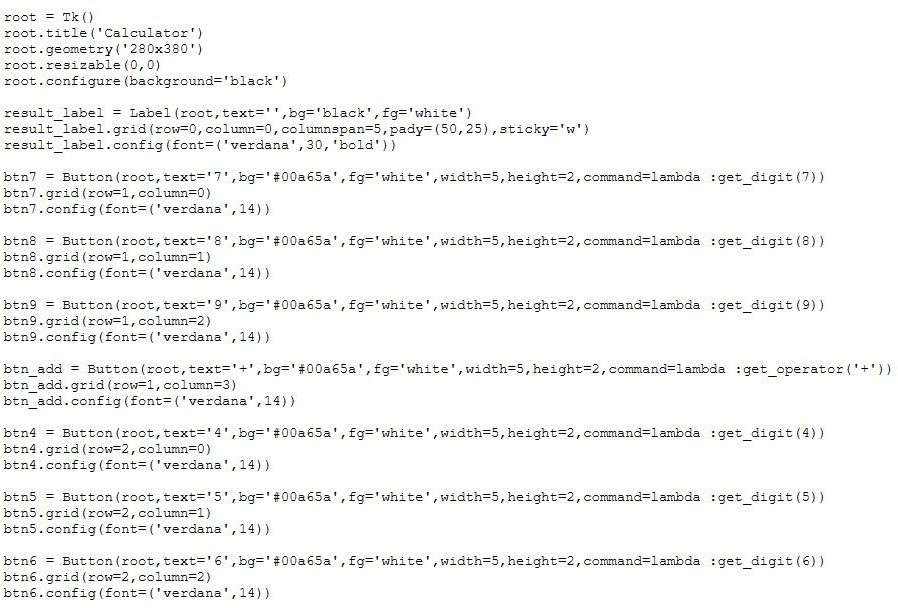 root = Tk()
root.title('Calculator')
root.geometry('280x380')
root.resizable(0,0)
root.configure(background='black')

result_label = Label(root,text='',bg='black',fg='white')
result_label.grid(row=0,column=0,columnspan=5,pady=(50,25),sticky='w')
result_label.config(font=('verdana',30,'bold'))

btn7 = Button(root,text='7',bg='#00a65a',fg='white',width=5,height=2,command=lambda :get_digit(7))
btn7.grid(row=1,column=0)
btn7.config(font=('verdana',14))

btn8 = Button(root,text='8',bg='#00a65a',fg='white',width=5,height=2,command=lambda :get_digit(8))
btn8.grid(row=1,column=1)
btn8.config(font=('verdana',14))

btn9 = Button(root,text='9',bg='#00a65a',fg='white',width=5,height=2,command=lambda :get_digit(9))
btn9.grid(row=1,column=2)
btn9.config(font=('verdana',14))

btn_add = Button(root,text='+',bg='#00a65a',fg='white',width=5,height=2,command=lambda :get_operator('+'))
btn_add.grid(row=1,column=3)
btn_add.config(font=('verdana',14))

btn4 = Button(root,text='4',bg='#00a65a',fg='white',width=5,height=2,command=lambda :get_digit(4))
btn4.grid(row=2,column=0)
btn4.config(font=('verdana',14))

btn5 = Button(root,text='5',bg='#00a65a',fg='white',width=5,height=2,command=lambda :get_digit(5))
btn5.grid(row=2,column=1)
btn5.config(font=('verdana',14))

btn6 = Button(root,text='6',bg='#00a65a',fg='white',width=5,height=2,command=lambda :get_digit(6))
btn6.grid(row=2,column=2)
btn6.config(font=('verdana',14))